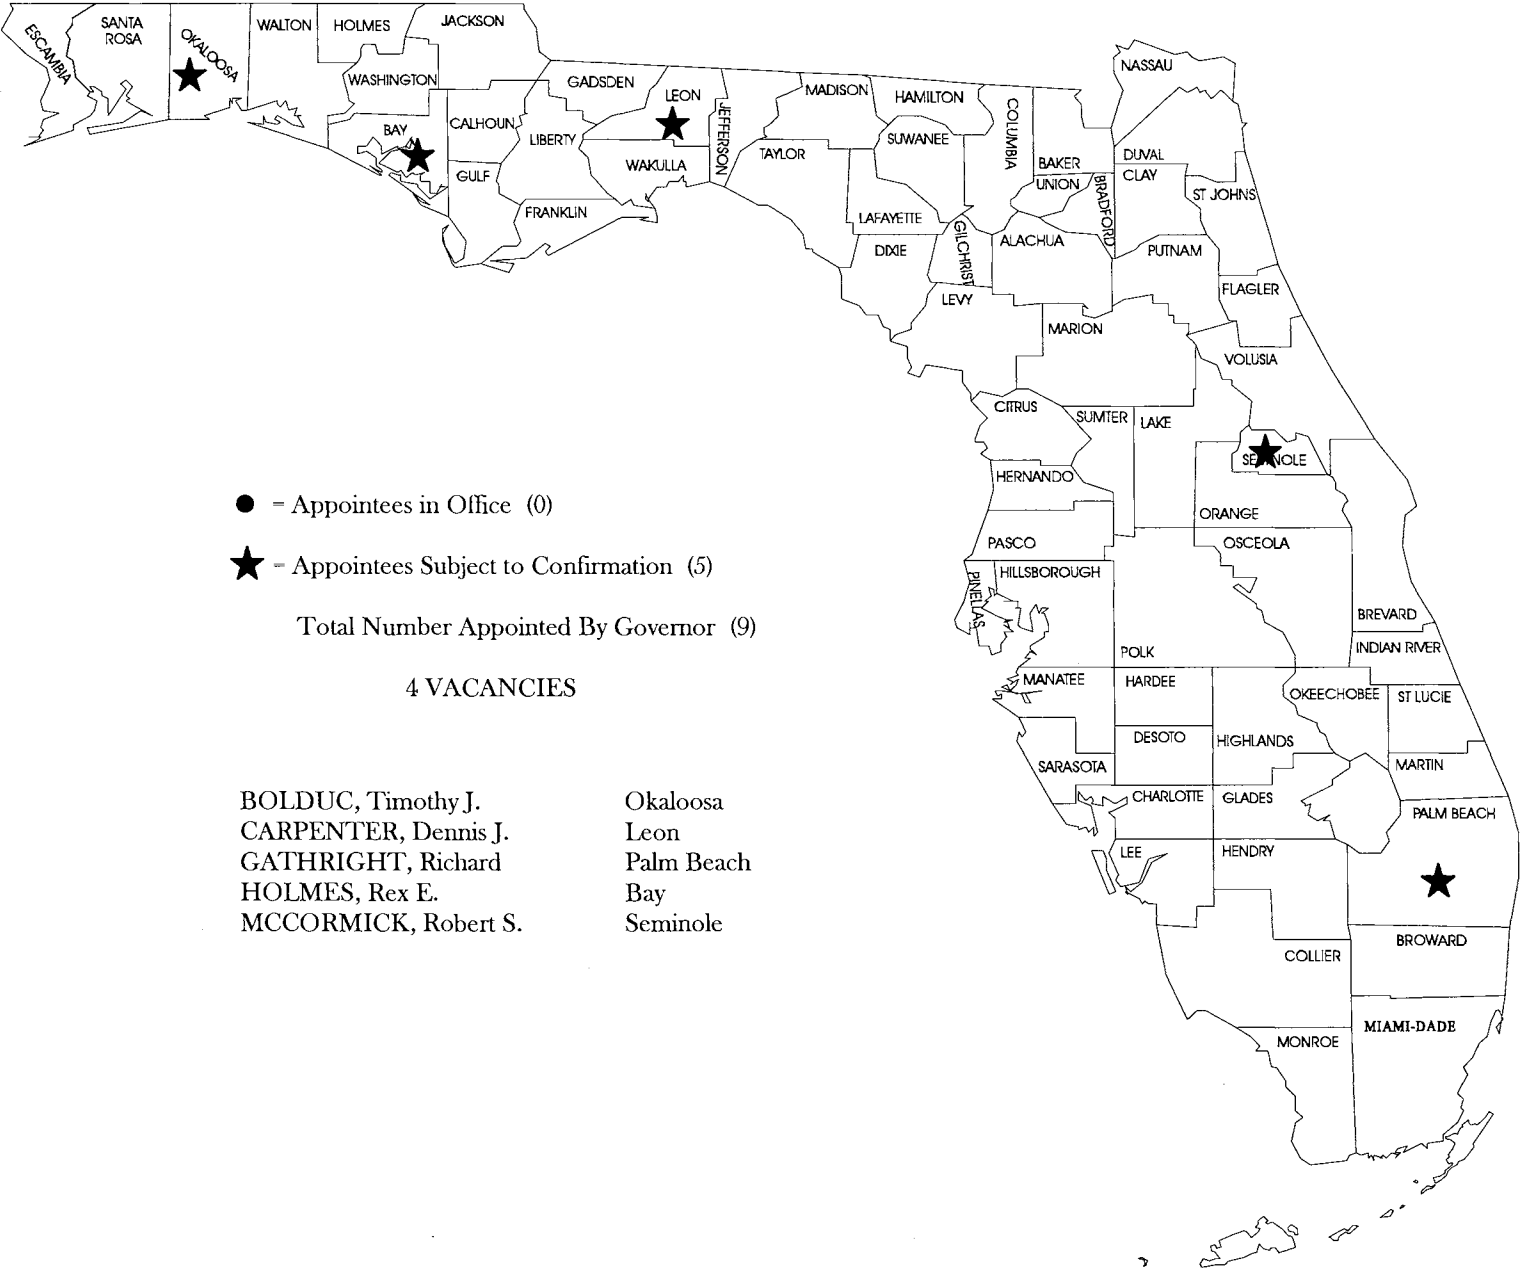 ESCAMBIA
SANTA
ROSA
OKALOOSA
WALTON
HOLMES
JACKSON
WASHINGTON
BAY
CALHOUN
GULF
LIBERTY
GADSDEN
FRANKLIN
LEON
WAKULLA
JEFFERSON
TAYLOR
MADISON
HAMILTON
SUWANEE
LAFAYETTE
DIXIE
COLUMBIA
GILCHRIST
LEVY
BAKER
UNION
BRADFORD
ALACHUA
NASSAU
DUVAL
CLAY
ST JOHNS
PUTNAM
FLAGLER
MARION
VOLUSIA
CITRUS
SUMTER
LAKE
SEMINOLE
HERNANDO
ORANGE
PASCO
OSCEOLA
HILLSBOROUGH
PINELLAS
BREVARD
INDIAN RIVER
POLK
MANATEE
HARDEE
OKEECHOBEE
ST LUCIE
DESOTO
HIGHLANDS
SARASOTA
MARTIN
CHARLOTTE
GLADES
PALM BEACH
LEE
HENDRY
BROWARD
COLLIER
MIAMI-DADE
MONROE
= Appointees in Office (0)
= Appointees Subject to Confirmation (5)
Total Number Appointed By Governor (9)
4 VACANCIES
BOLDUC, Timothy J. Okaloosa
CARPENTER, Dennis J. Leon
GATHRIGHT, Richard Palm Beach
HOLMES, Rex E. Bay
MCCORMICK, Robert S. Seminole